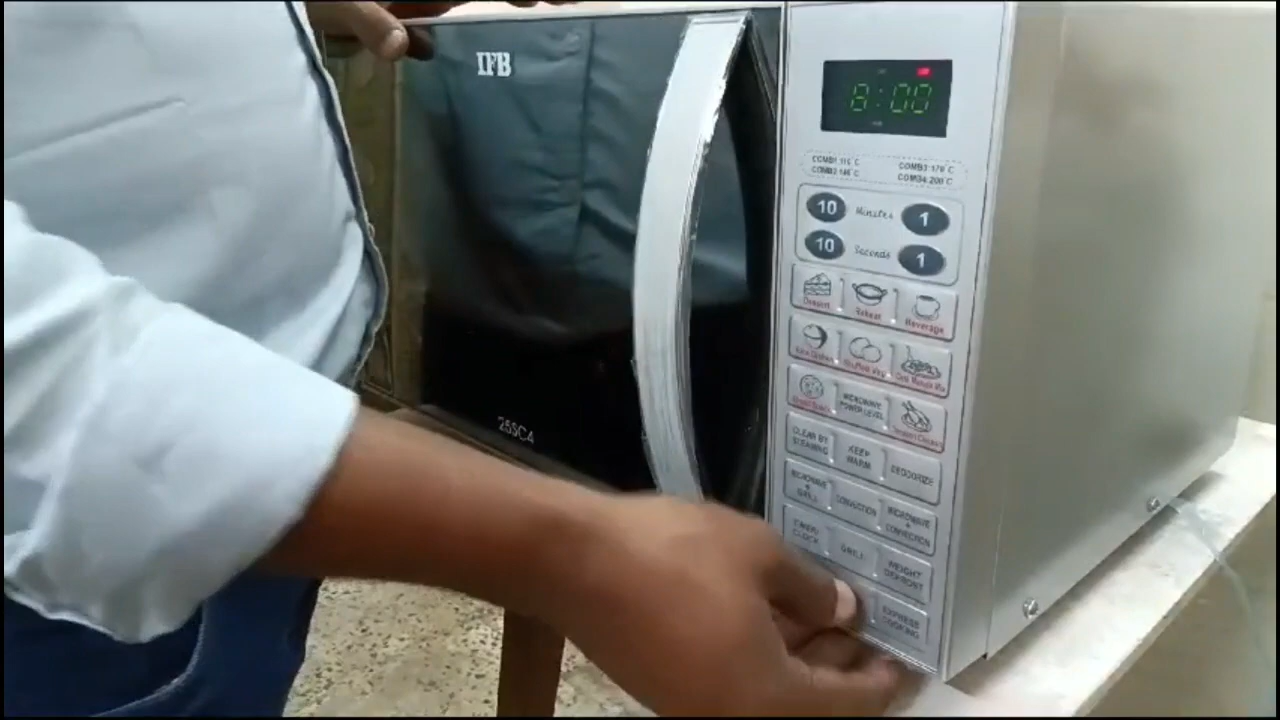 IFB
8:00
COMB1 110°C COMB3 170°C
COMB2 140°C COMB4 200°C
10 Minutes 1
10 Seconds 1
Dessert Reheat Beverage
MICROWAVE
POWER LEVEL
25SC4
CLEAR BY
STEAMING
KEEP
WARM
DEODORIZE
MICROWAVE
+
GRILL
CONVECTION
MICROWAVE
+
CONVECTION
TIMER/
CLOCK
GRILL
WEIGHT
DEFROST
EXPRESS
COOKING